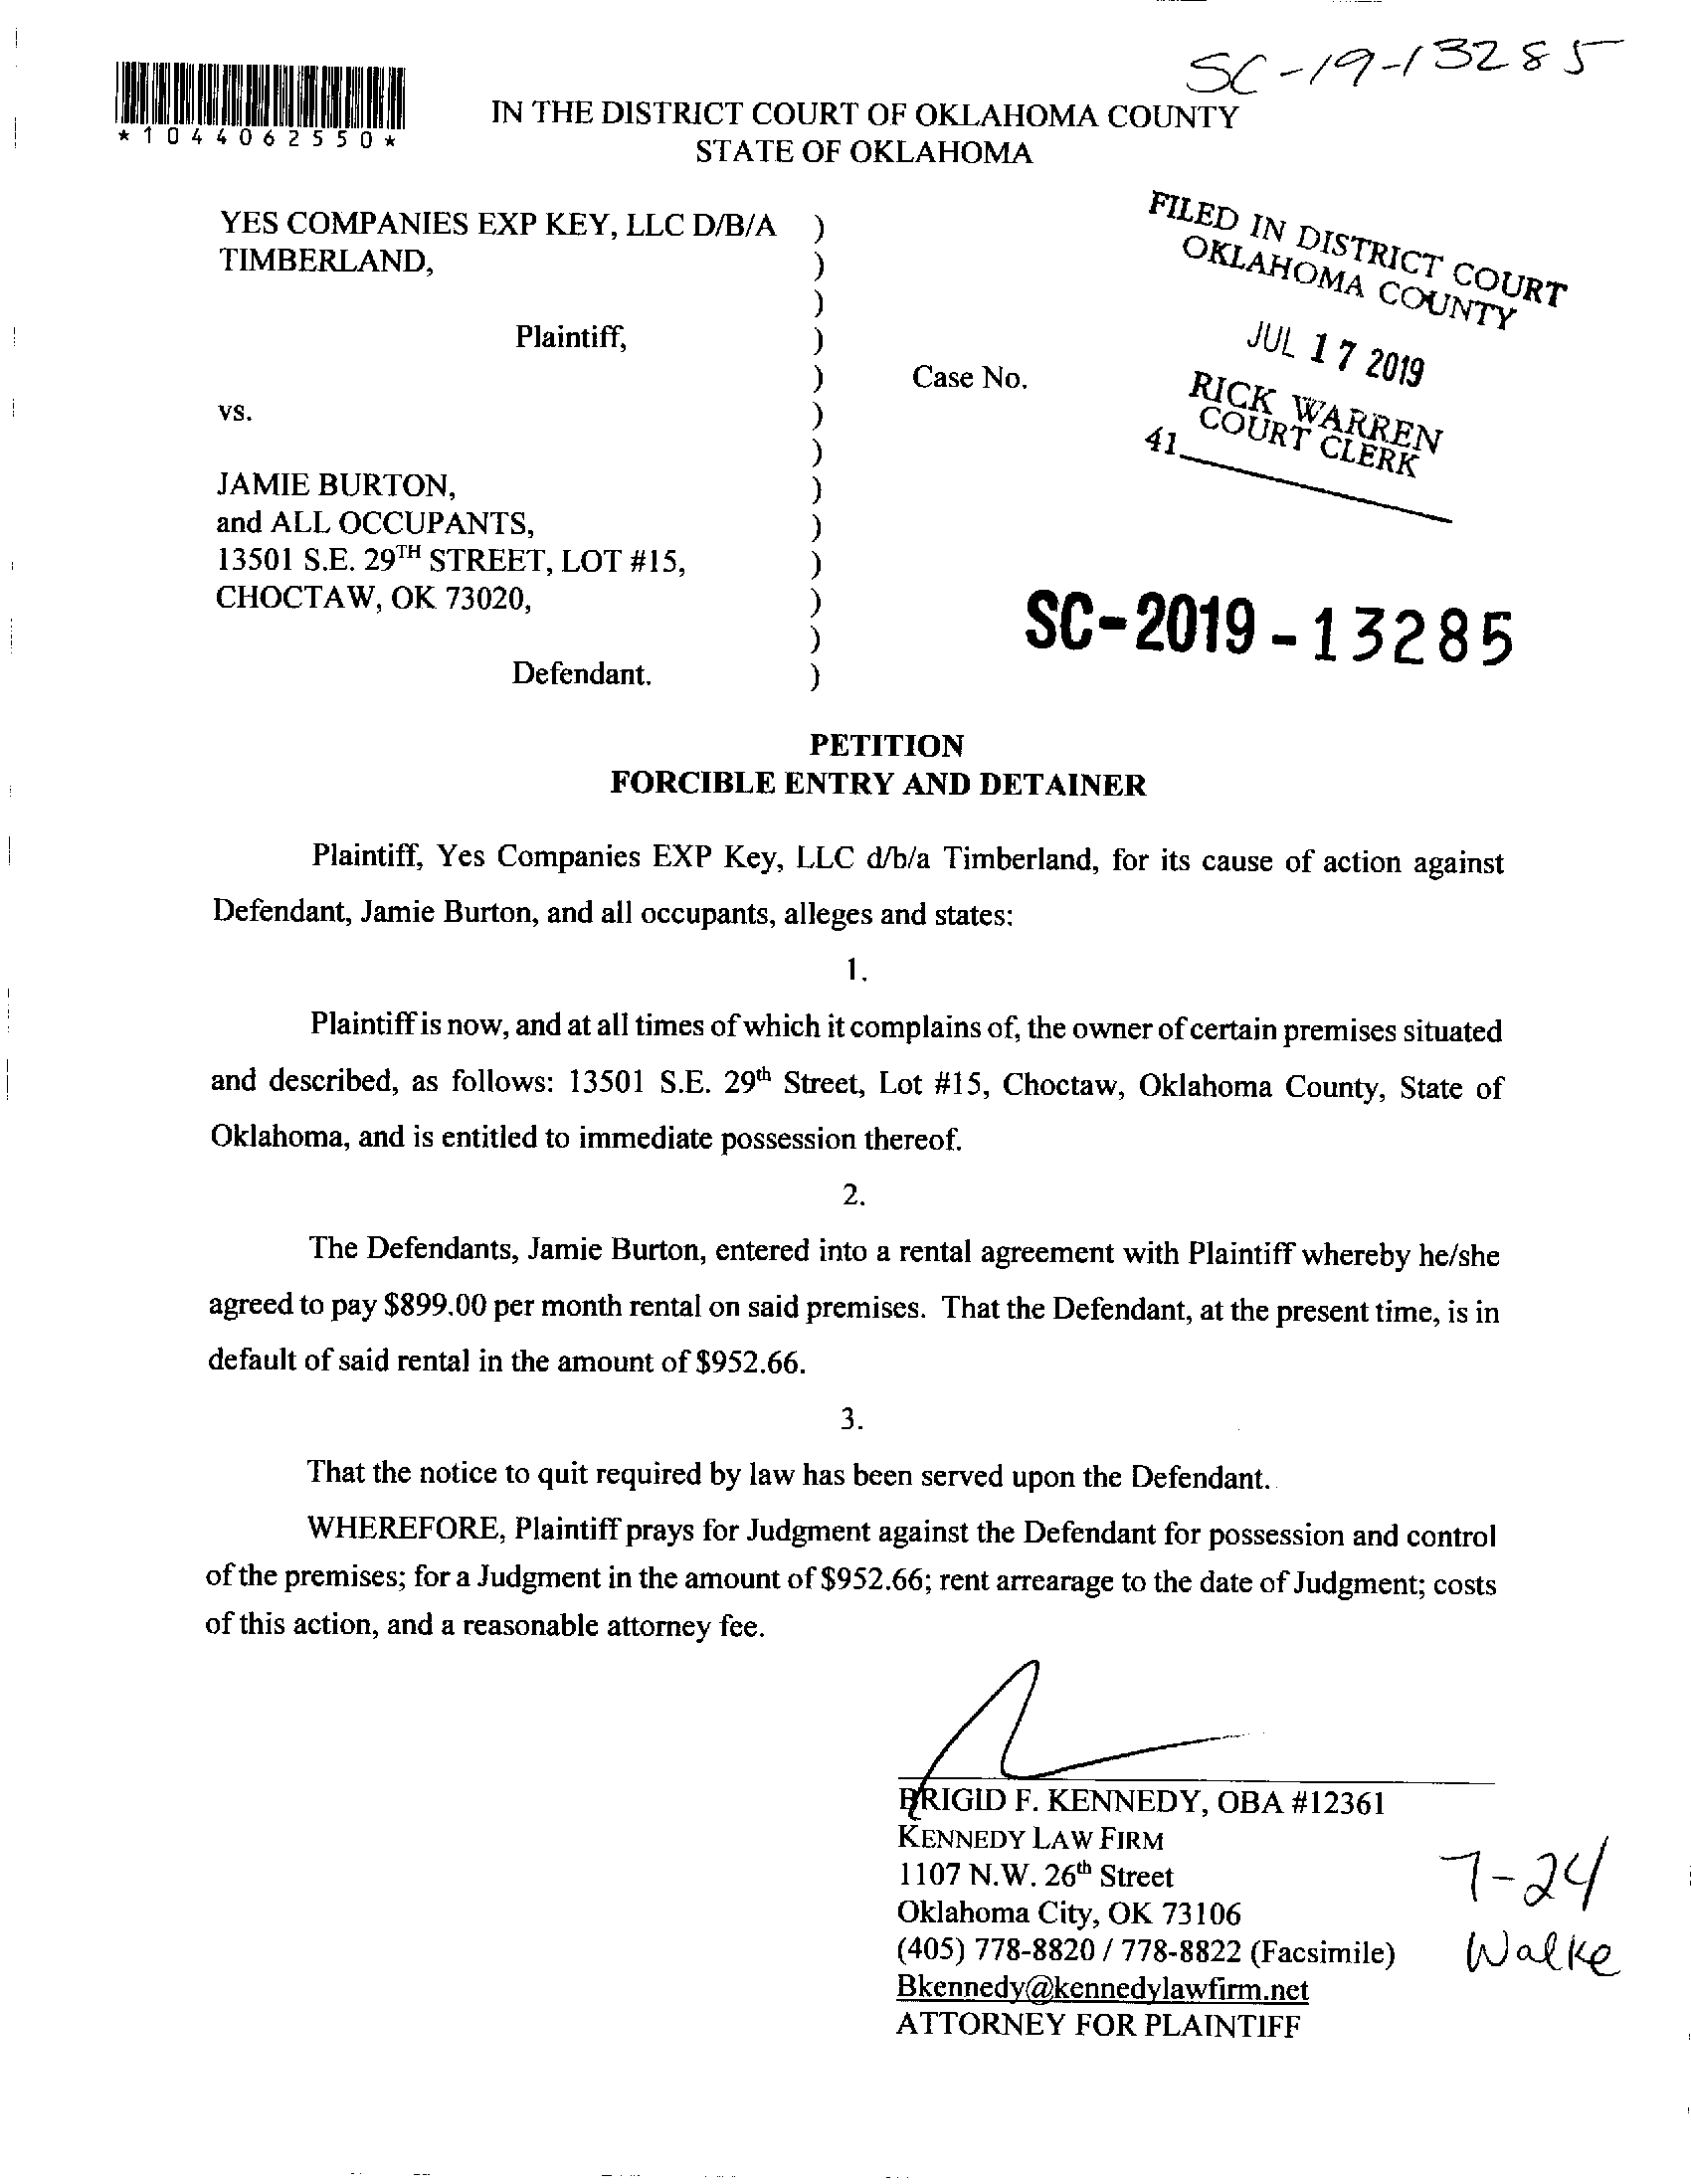 SC-19-13285
*1044062550*
IN THE DISTRICT COURT OF OKLAHOMA COUNTY
STATE OF OKLAHOMA
YES COMPANIES EXP KEY, LLC D/B/A )
TIMBERLAND, )
)
Plaintiff, )
) Case No.
vs. )
)
JAMIE BURTON, )
and ALL OCCUPANTS, )
13501 S.E. 29TH STREET, LOT #15, )
CHOCTAW, OK 73020, )
)
Defendant. )
FILED IN DISTRICT COURT
OKLAHOMA COUNTY
JUL 17 2019
RICK WARREN
COURT CLERK
41
SC-2019-13285
PETITION
FORCIBLE ENTRY AND DETAINER
Plaintiff, Yes Companies EXP Key, LLC d/b/a Timberland, for its cause of action against
Defendant, Jamie Burton, and all occupants, alleges and states:
1.
Plaintiff is now, and at all times of which it complains of, the owner of certain premises situated
and described, as follows: 13501 S.E. 29th Street, Lot #15, Choctaw, Oklahoma County, State of
Oklahoma, and is entitled to immediate possession thereof.
2.
The Defendants, Jamie Burton, entered into a rental agreement with Plaintiff whereby he/she
agreed to pay $899.00 per month rental on said premises. That the Defendant, at the present time, is in
default of said rental in the amount of $952.66.
3.
That the notice to quit required by law has been served upon the Defendant.
WHEREFORE, Plaintiff prays for Judgment against the Defendant for possession and control
of the premises; for a Judgment in the amount of $952.66; rent arrearage to the date of Judgment; costs
of this action, and a reasonable attorney fee.
BRIGID F. KENNEDY, OBA #12361
KENNEDY LAW FIRM
1107 N.W. 26th Street
Oklahoma City, OK 73106
(405) 778-8820 / 778-8822 (Facsimile)
Bkennedy@kennedylawfirm.net
ATTORNEY FOR PLAINTIFF
7-24
Walke